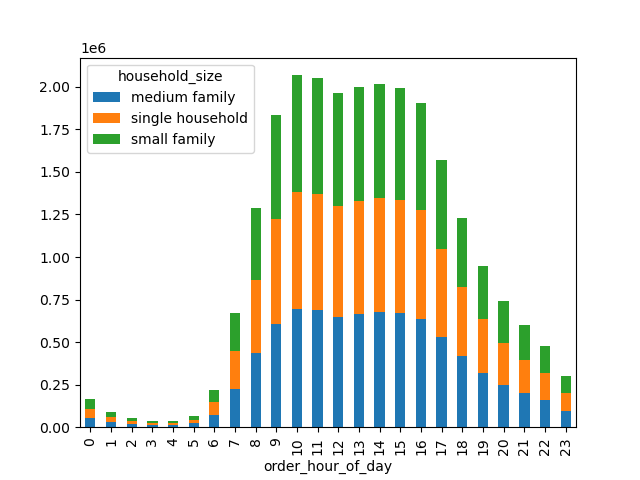 1e6
household_size
medium family
single household
small family
2.00
1.75
1.50
1.25
1.00
0.75
0.50
0.25
0.00
0 1 2 3 4 5 6 7 8 9 10 11 12 13 14 15 16 17 18 19 20 21 22 23
order_hour_of_day